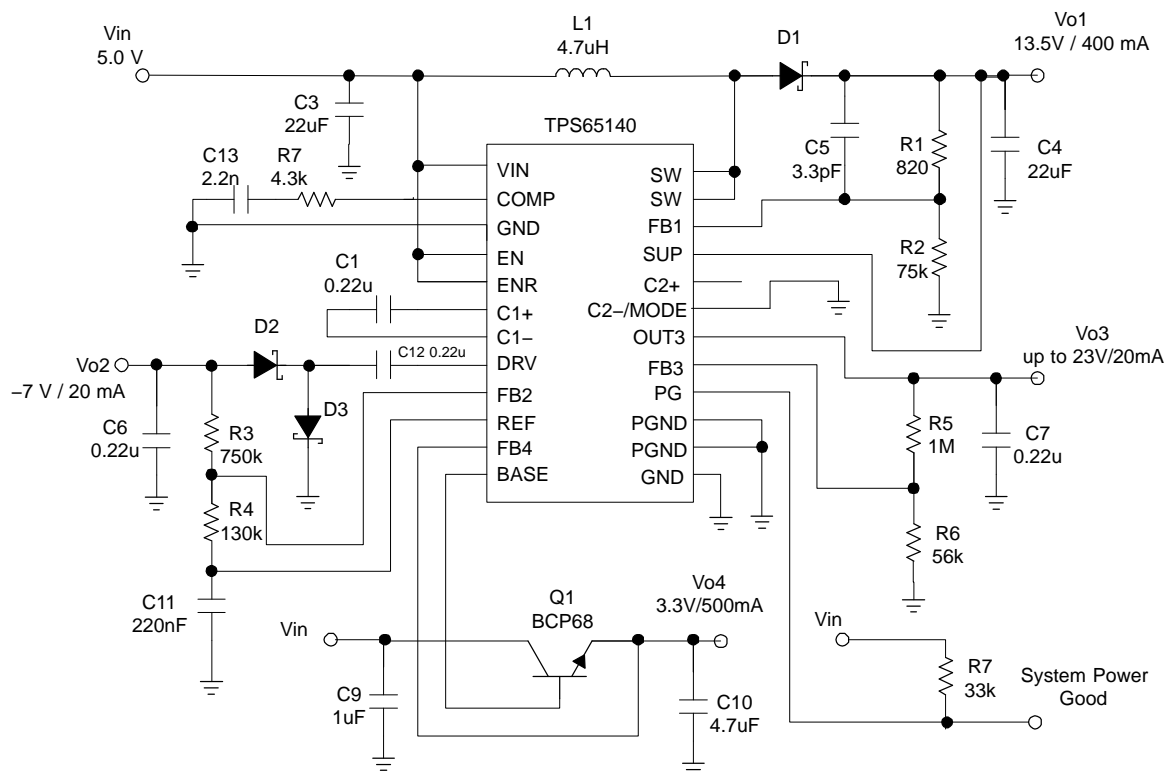 Vin
5.0 V
L1
4.7uH
D1
Vo1
13.5V / 400 mA
C3
22uF
TPS65140
C5
3.3pF
R1
820
C4
22uF
C13
2.2n
R7
4.3k
VIN
COMP
GND
EN
ENR
C1+
C1–
DRV
FB2
REF
FB4
BASE
SW
SW
FB1
SUP
C2+
C2–/MODE
OUT3
FB3
PG
PGND
PGND
GND
R2
75k
C1
0.22u
D2
C12 0.22u
Vo2
–7 V / 20 mA
D3
Vo3
up to 23V/20mA
C6
0.22u
R3
750k
R5
1M
C7
0.22u
R4
130k
R6
56k
C11
220nF
Vin
Q1
BCP68
Vo4
3.3V/500mA
Vin
C9
1uF
C10
4.7uF
R7
33k
System Power
Good